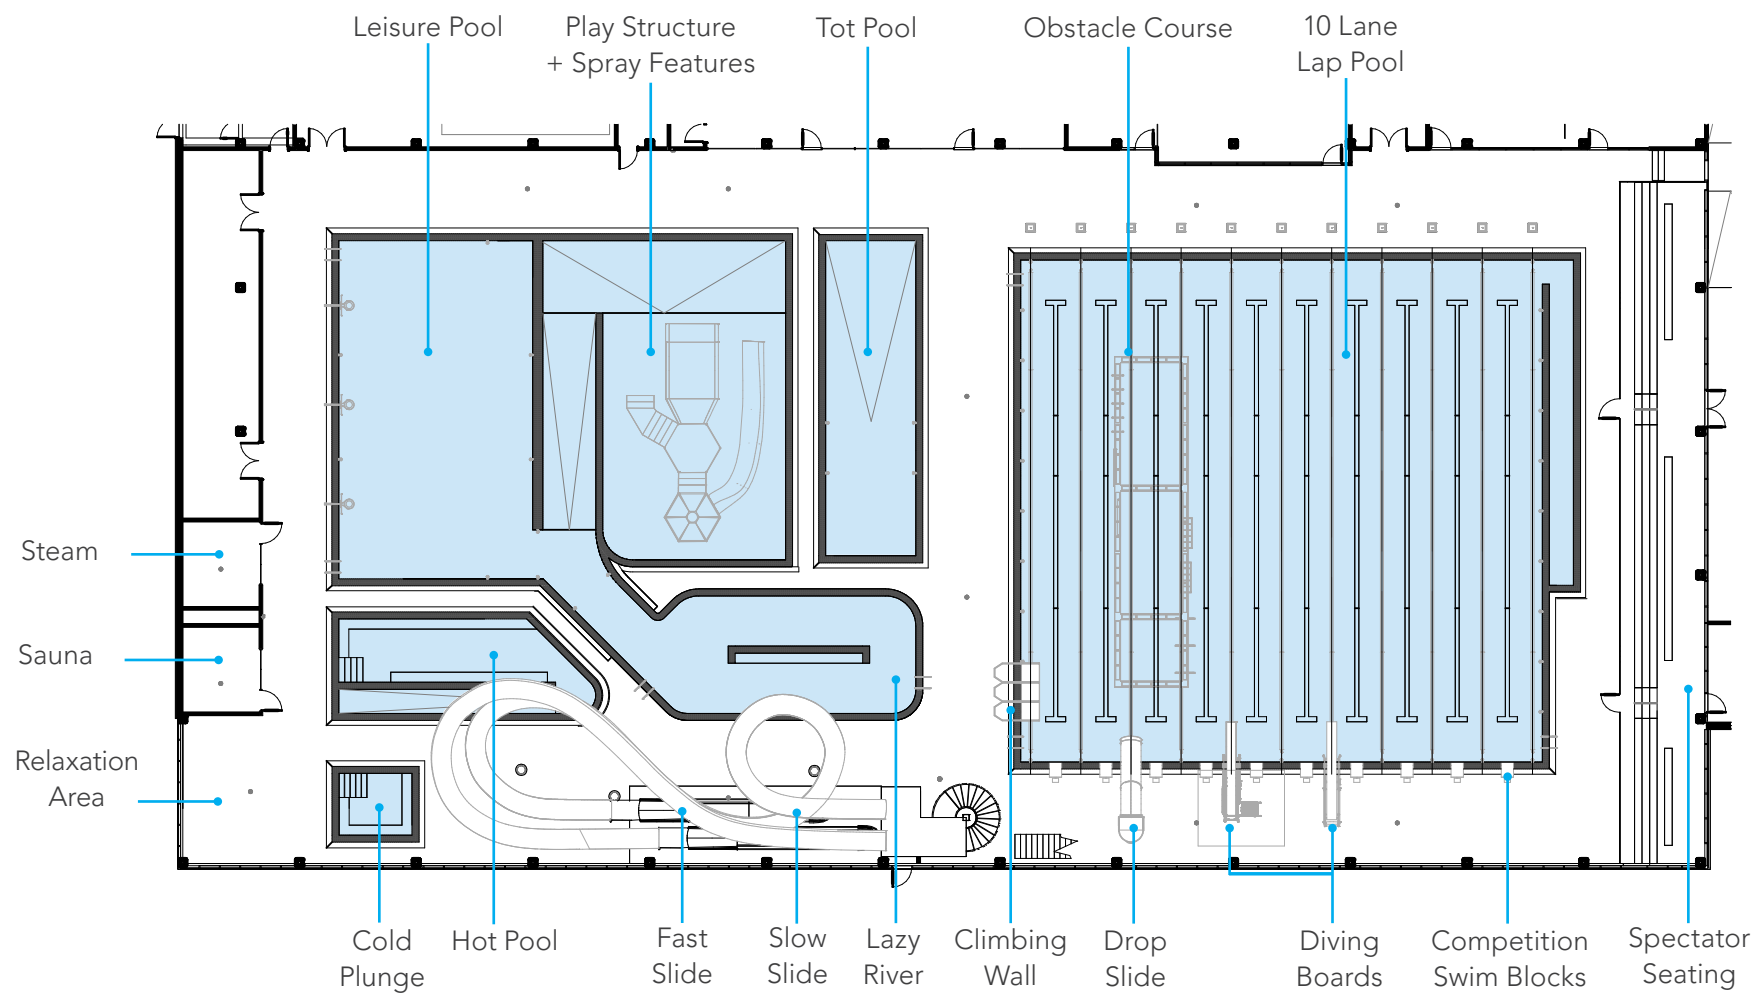 Leisure Pool
Play Structure
+ Spray Features
Tot Pool
Obstacle Course
10 Lane
Lap Pool
Steam
Sauna
Relaxation
Area
Cold
Plunge
Hot Pool
Fast
Slide
Slow
Slide
Lazy
River
Climbing
Wall
Drop
Slide
Diving
Boards
Competition
Swim Blocks
Spectator
Seating